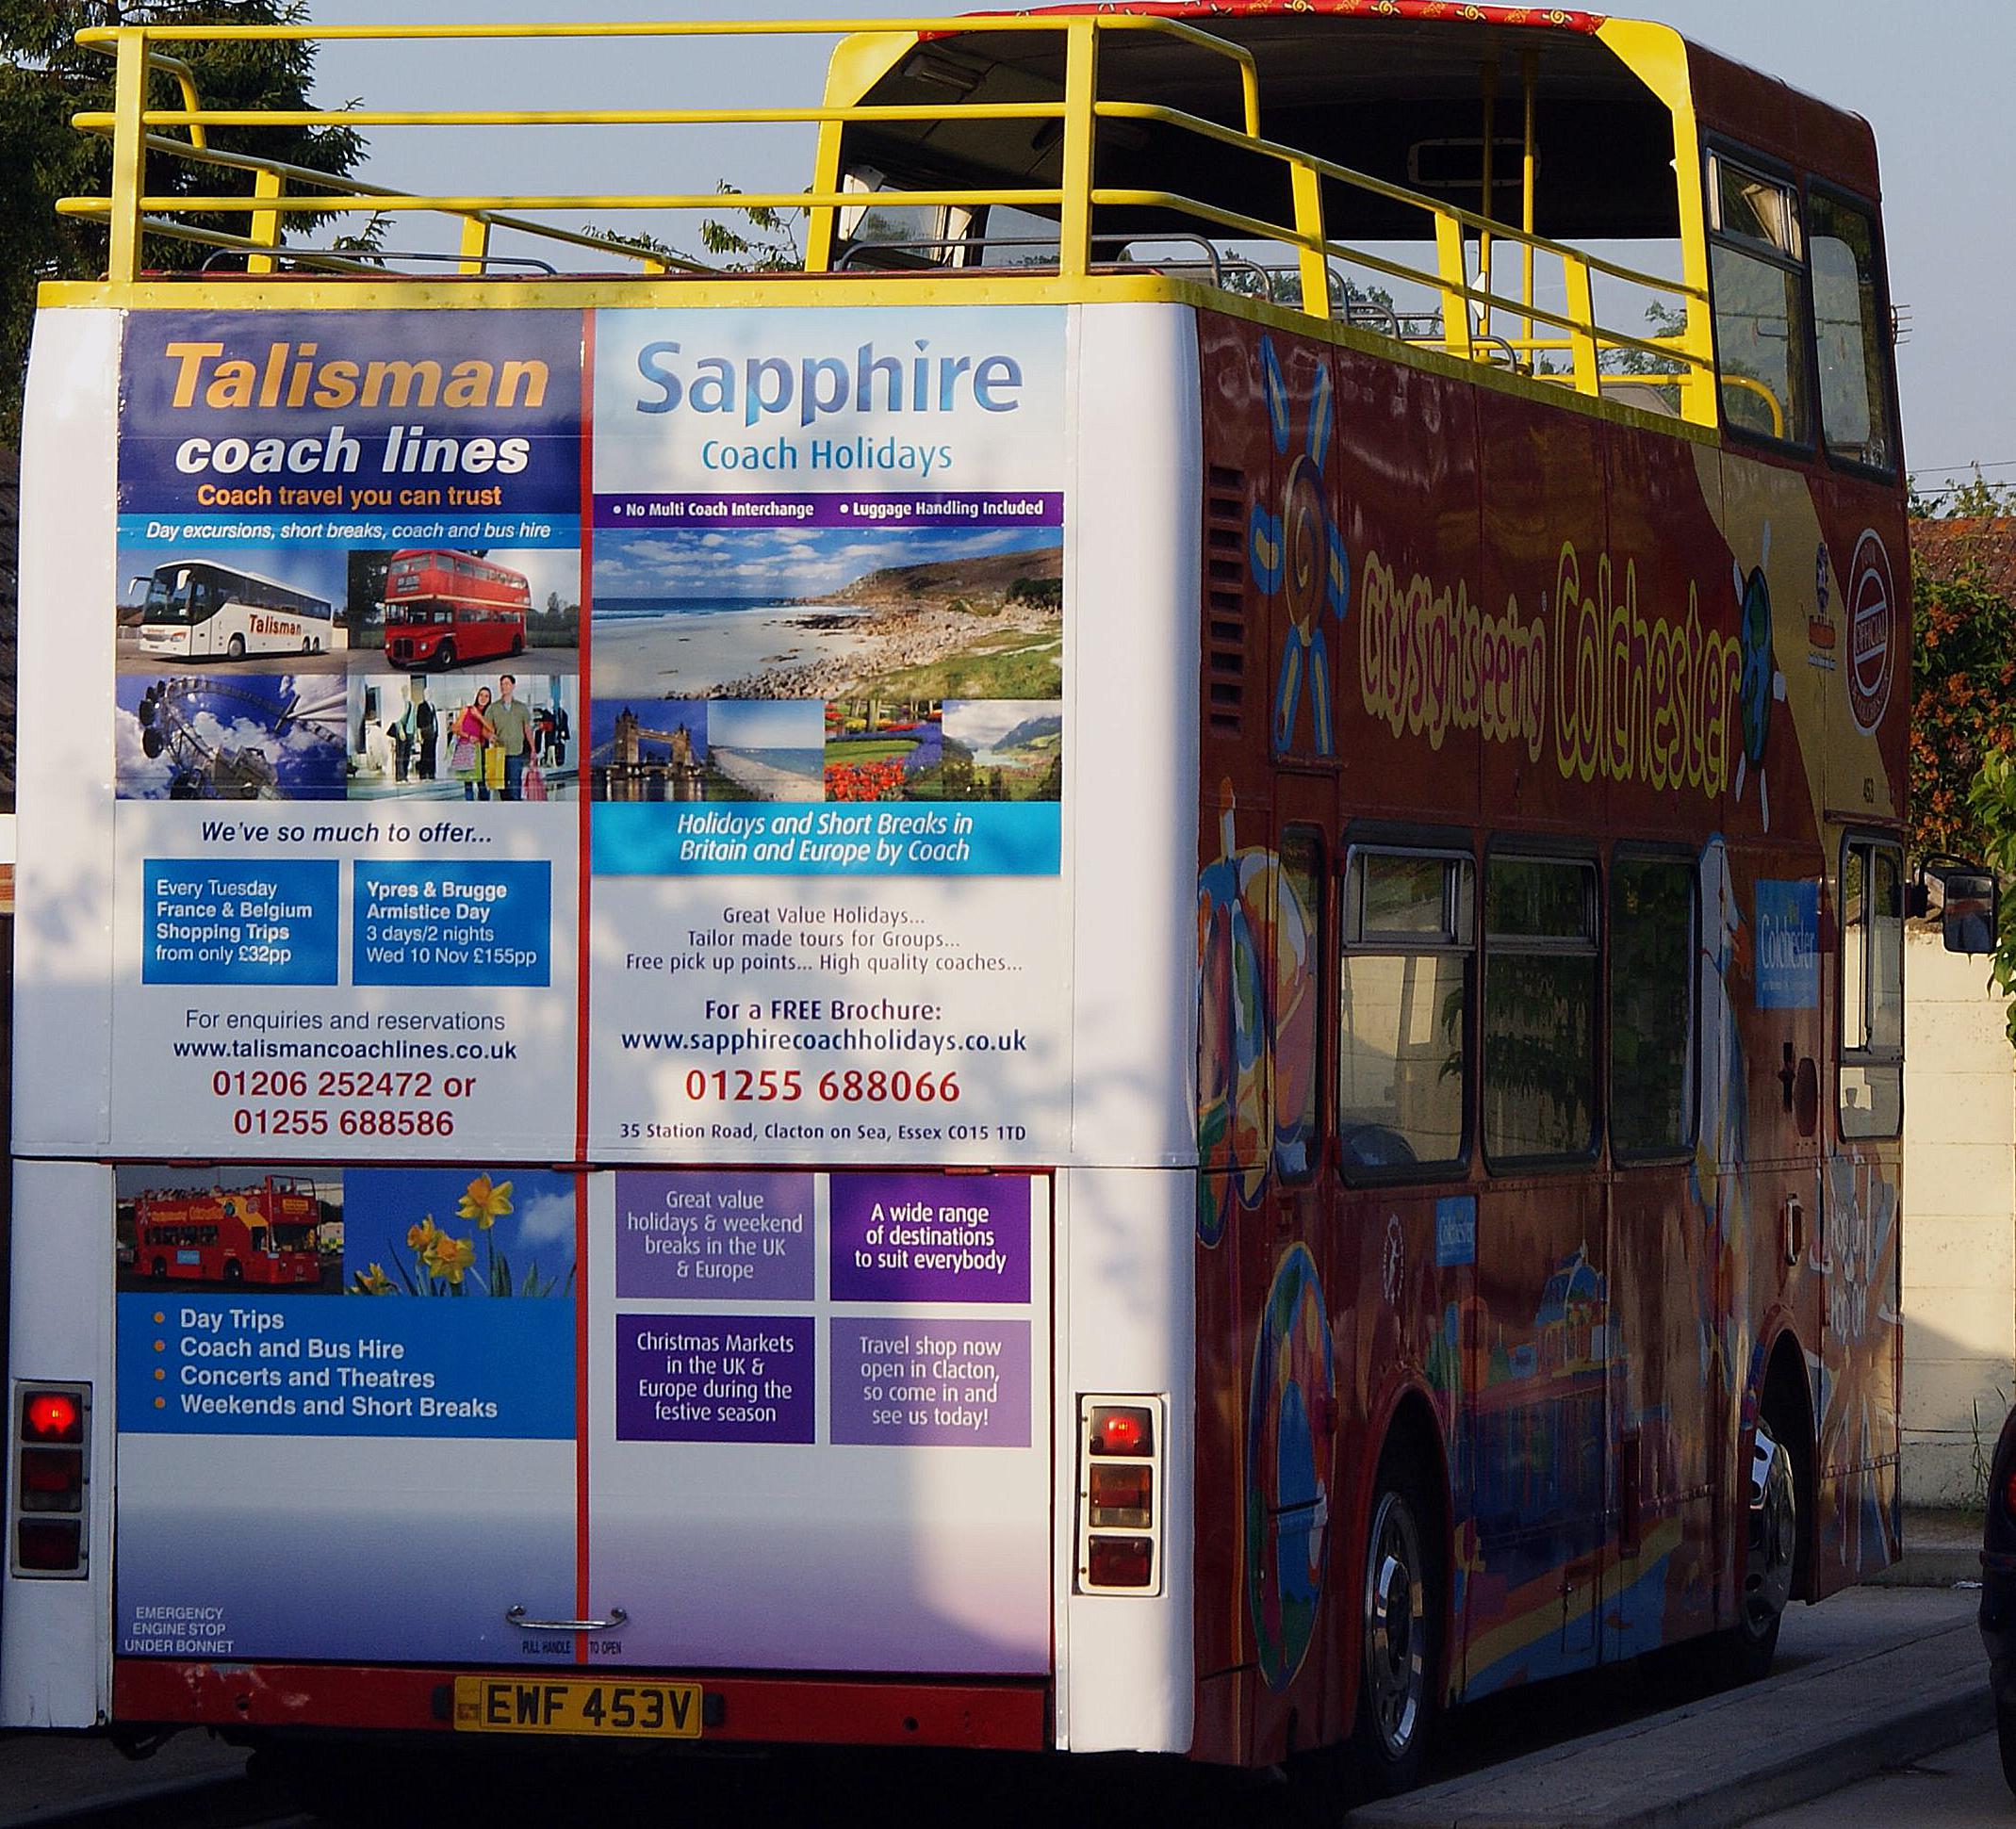 Talisman
coach lines
Coach travel you can trust
Day excursions, short breaks, coach and bus hire
Talisman
We've so much to offer...
Every Tuesday
France & Belgium
Shopping Trips
from only £32pp
Ypres & Brugge
Armistice Day
3 days/2 nights
Wed 10 Nov £155pp
For enquiries and reservations
www.talismancoachlines.co.uk
01206 252472 or
01255 688586
Sapphire
Coach Holidays
• No Multi Coach Interchange • Luggage Handling Included
Holidays and Short Breaks in
Britain and Europe by Coach
Great Value Holidays...
Tailor made tours for Groups...
Free pick up points... High quality coaches...
For a FREE Brochure:
www.sapphirecoachholidays.co.uk
01255 688066
35 Station Road, Clacton on Sea, Essex CO15 1TD
• Day Trips
• Coach and Bus Hire
• Concerts and Theatres
• Weekends and Short Breaks
Great value
holidays & weekend
breaks in the UK
& Europe
A wide range
of destinations
to suit everybody
Christmas Markets
in the UK &
Europe during the
festive season
Travel shop now
open in Clacton,
so come in and
see us today!
EMERGENCY
ENGINE STOP
UNDER BONNET
PULL HANDLE TO OPEN
EWF 453V
City Sightseeing Colchester
OFFICIAL
453
Colchester
Colchester
hop on
hop off